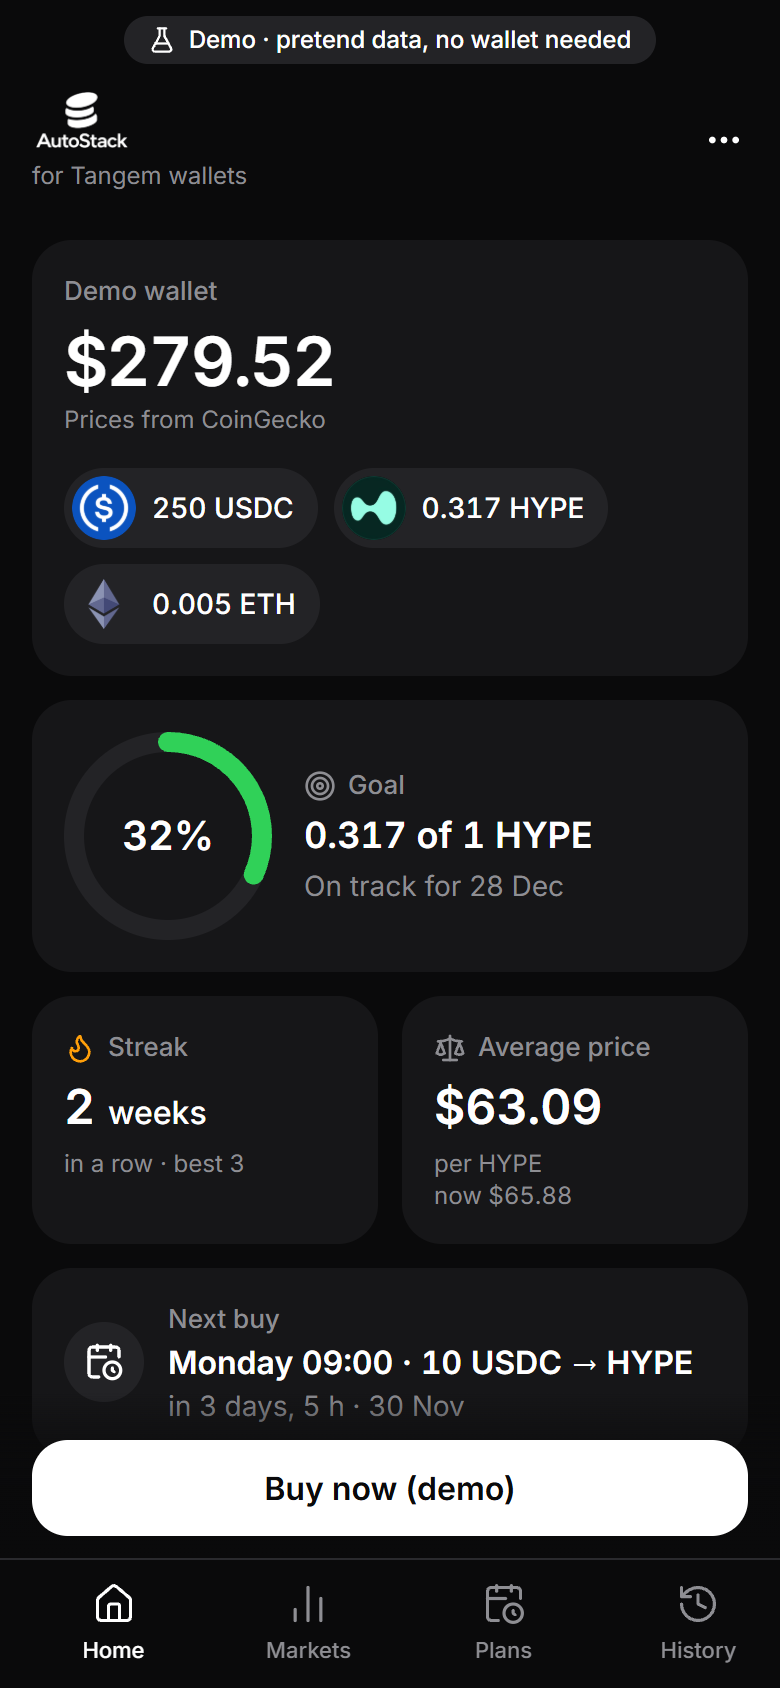 Demo · pretend data, no wallet needed
AutoStack
for Tangem wallets
Demo wallet
$279.52
Prices from CoinGecko
250 USDC
0.317 HYPE
0.005 ETH
32%
Goal
0.317 of 1 HYPE
On track for 28 Dec
Streak
2 weeks
in a row · best 3
Average price
$63.09
per HYPE
now $65.88
Next buy
Monday 09:00 · 10 USDC → HYPE
in 3 days, 5 h · 30 Nov
Buy now (demo)
Home
Markets
Plans
History